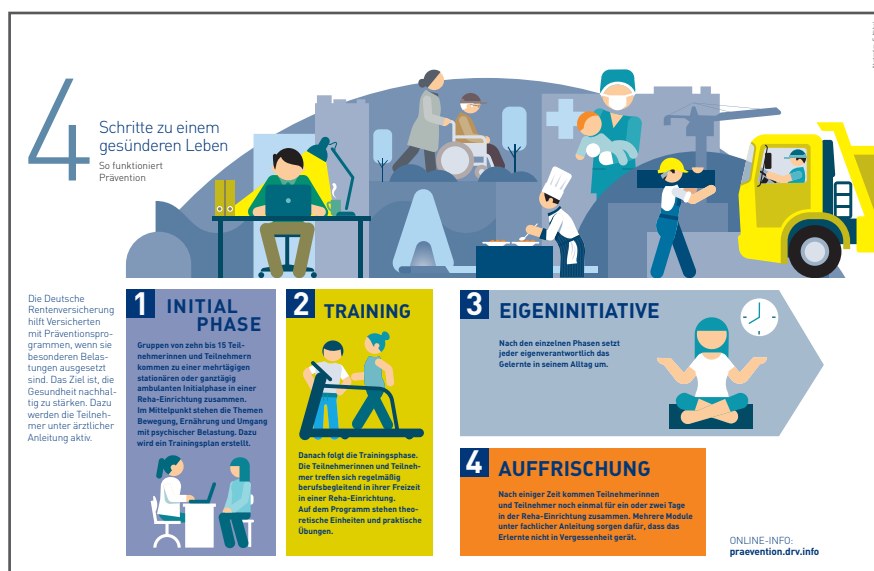 4
Schritte zu einem
gesünderen Leben
So funktioniert
Prävention
Die Deutsche
Rentenversicherung
hilft Versicherten
mit Präventionspro-
grammen, wenn sie
besonderen Belas-
tungen ausgesetzt
sind. Das Ziel ist, die
Gesundheit nachhal-
tig zu stärken. Dazu
werden die Teilneh-
mer unter ärztlicher
Anleitung aktiv.
1 INITIAL
PHASE
Gruppen von zehn bis 15 Teil-
nehmerinnen und Teilnehmern
kommen zu einer mehrtägigen
stationären oder ganztägig
ambulanten Initialphase in einer
Reha-Einrichtung zusammen.
Im Mittelpunkt stehen die Themen
Bewegung, Ernährung und Umgang
mit psychischer Belastung. Dazu
wird ein Trainingsplan erstellt.
2 TRAINING
Danach folgt die Trainingsphase.
Die Teilnehmerinnen und Teilneh-
mer treffen sich regelmäßig
berufsbegleitend in ihrer Freizeit
in einer Reha-Einrichtung.
Auf dem Programm stehen theo-
retische Einheiten und praktische
Übungen.
3 EIGENINITIATIVE
Nach den einzelnen Phasen setzt
jeder eigenverantwortlich das
Gelernte in seinem Alltag um.
4 AUFFRISCHUNG
Nach einiger Zeit kommen Teilnehmerinnen
und Teilnehmer noch einmal für ein oder zwei Tage
in der Reha-Einrichtung zusammen. Mehrere Module
unter fachlicher Anleitung sorgen dafür, dass das
Erlernte nicht in Vergessenheit gerät.
ONLINE-INFO:
praevention.drv.info